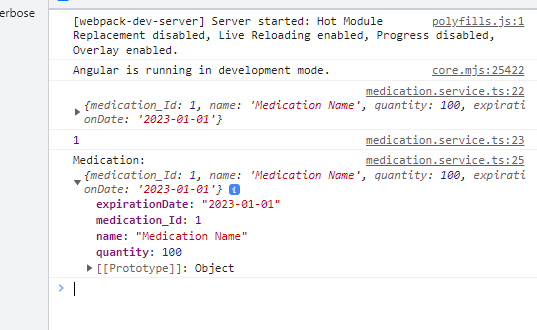 erbose
[webpack-dev-server] Server started: Hot Module polyfills.js:1
Replacement disabled, Live Reloading enabled, Progress disabled,
Overlay enabled.
Angular is running in development mode. core.mjs:25422
medication.service.ts:22
{medication_Id: 1, name: 'Medication Name', quantity: 100, expirati
onDate: '2023-01-01'}
1 medication.service.ts:23
Medication: medication.service.ts:25
{medication_Id: 1, name: 'Medication Name', quantity: 100, expirati
onDate: '2023-01-01'} i
expirationDate: "2023-01-01"
medication_Id: 1
name: "Medication Name"
quantity: 100
[[Prototype]]: Object
>